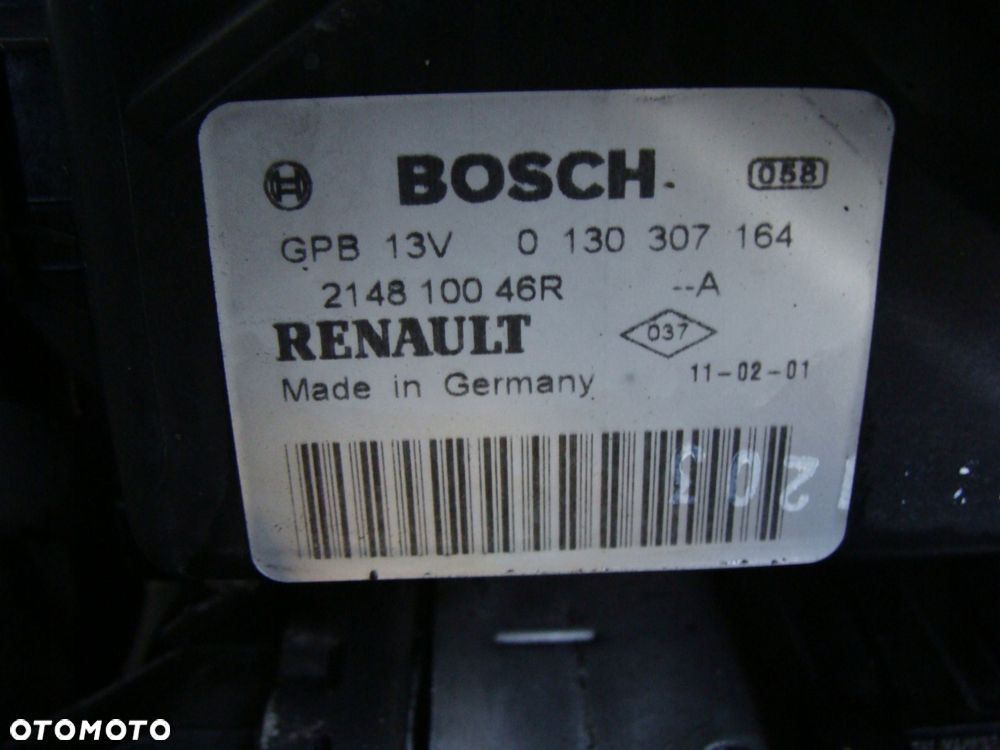 BOSCH 058
GPB 13V 0 130 307 164
2148 100 46R --A
RENAULT 037
Made in Germany 11-02-01
OTOMOTO